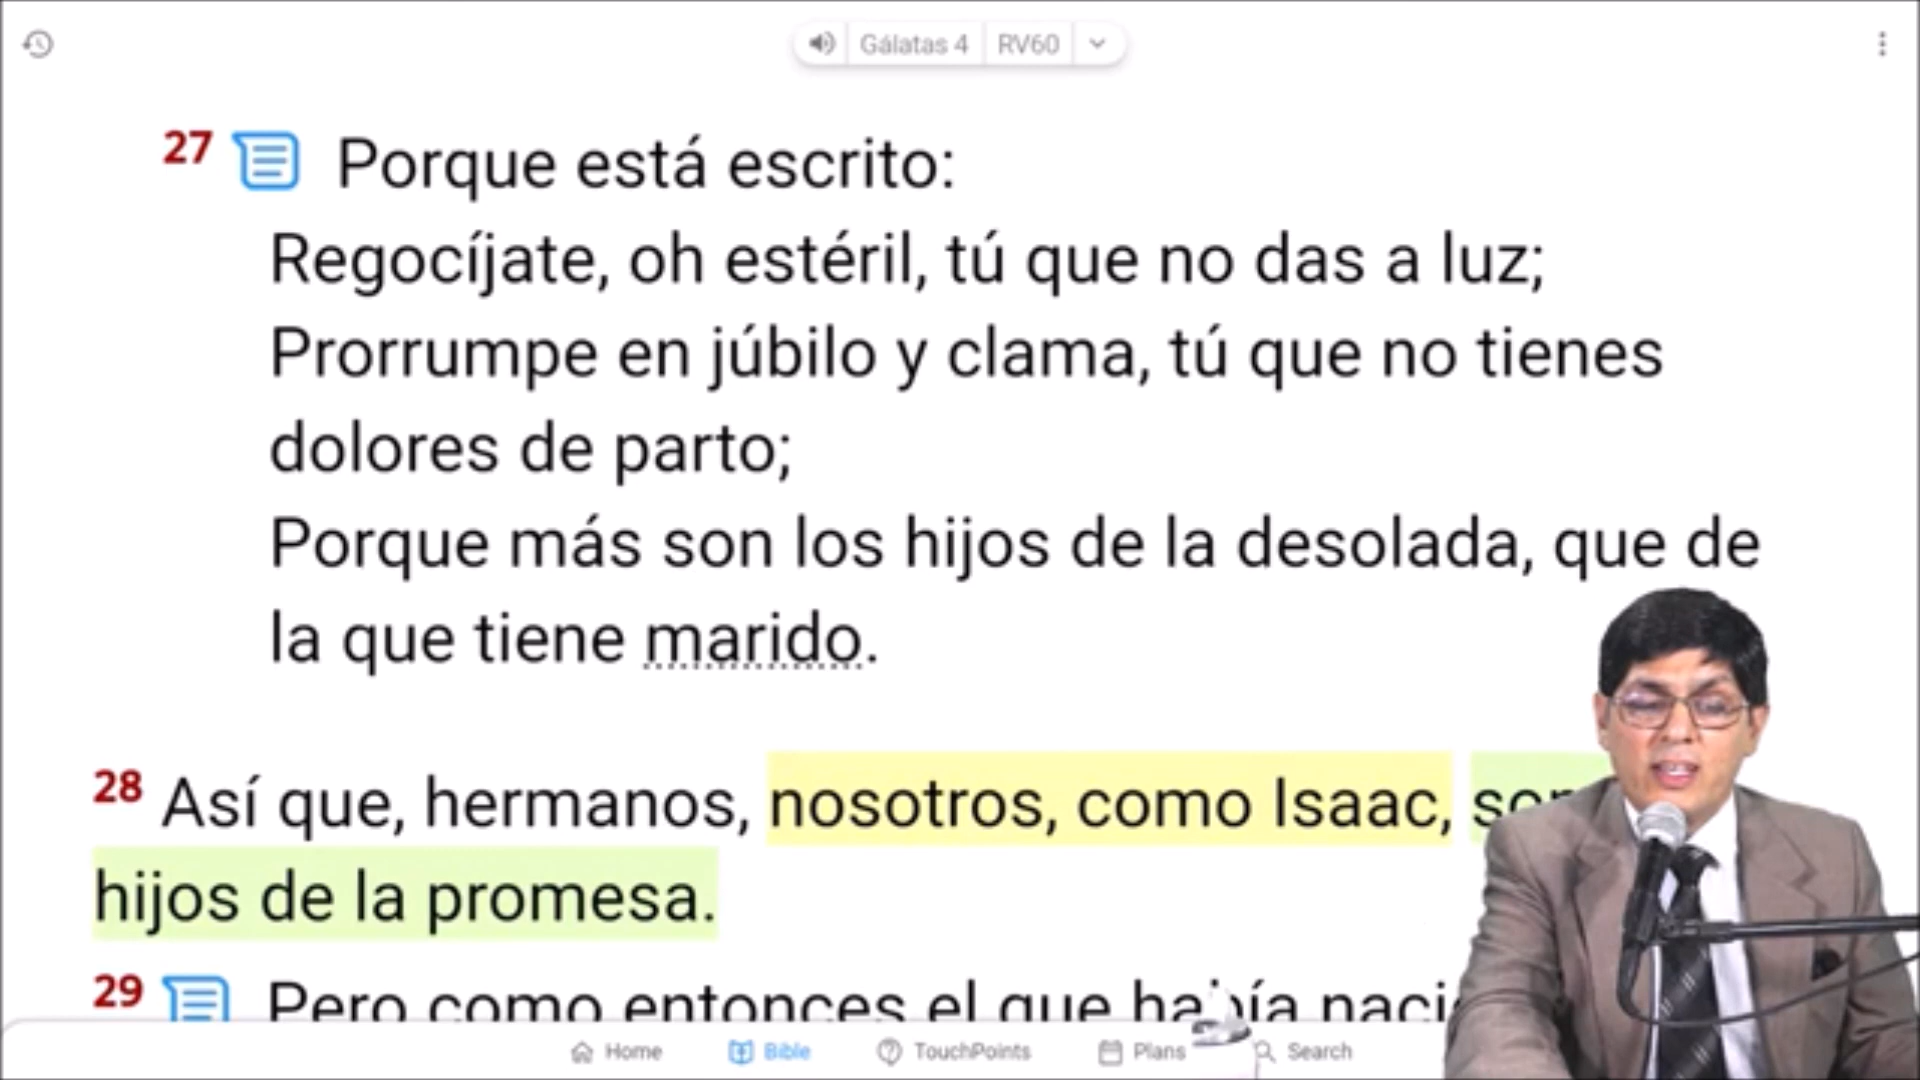 Gálatas 4 RV60
27 Porque está escrito:
Regocíjate, oh estéril, tú que no das a luz;
Prorrumpe en júbilo y clama, tú que no tienes
dolores de parto;
Porque más son los hijos de la desolada, que de
la que tiene marido.
28 Así que, hermanos, nosotros, como Isaac,
hijos de la promesa.
29 Pero como entonces el que había
Home Bible TouchPoints Plans Search